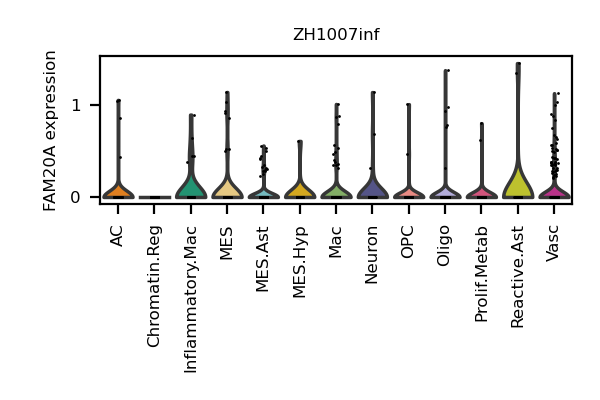 ZH1007inf
FAM20A expression
1
0
AC
Chromatin.Reg
Inflammatory.Mac
MES
MES.Ast
MES.Hyp
Mac
Neuron
OPC
Oligo
Prolif.Metab
Reactive.Ast
Vasc